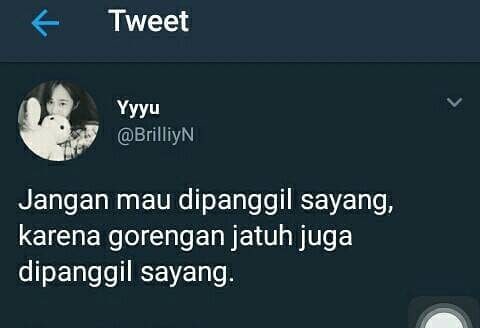 Tweet
Yyyu
@BrilliyN
Jangan mau dipanggil sayang,
karena gorengan jatuh juga
dipanggil sayang.